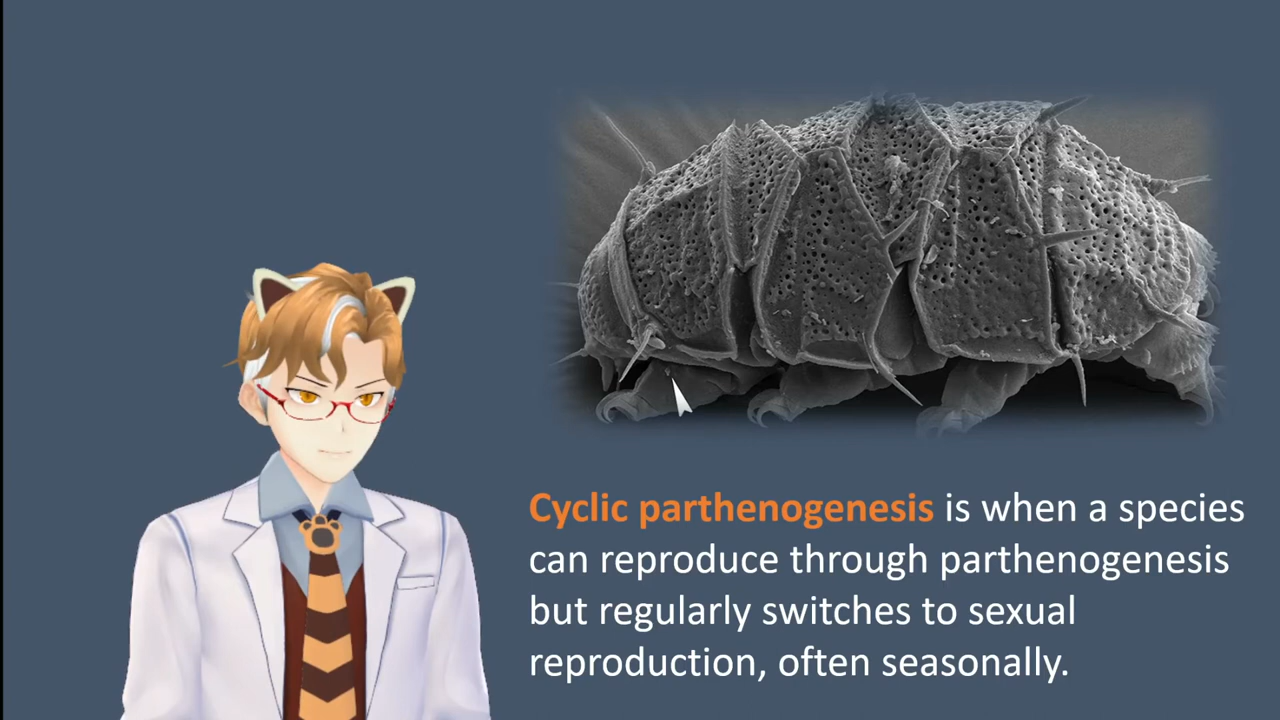 Cyclic parthenogenesis is when a species
can reproduce through parthenogenesis
but regularly switches to sexual
reproduction, often seasonally.